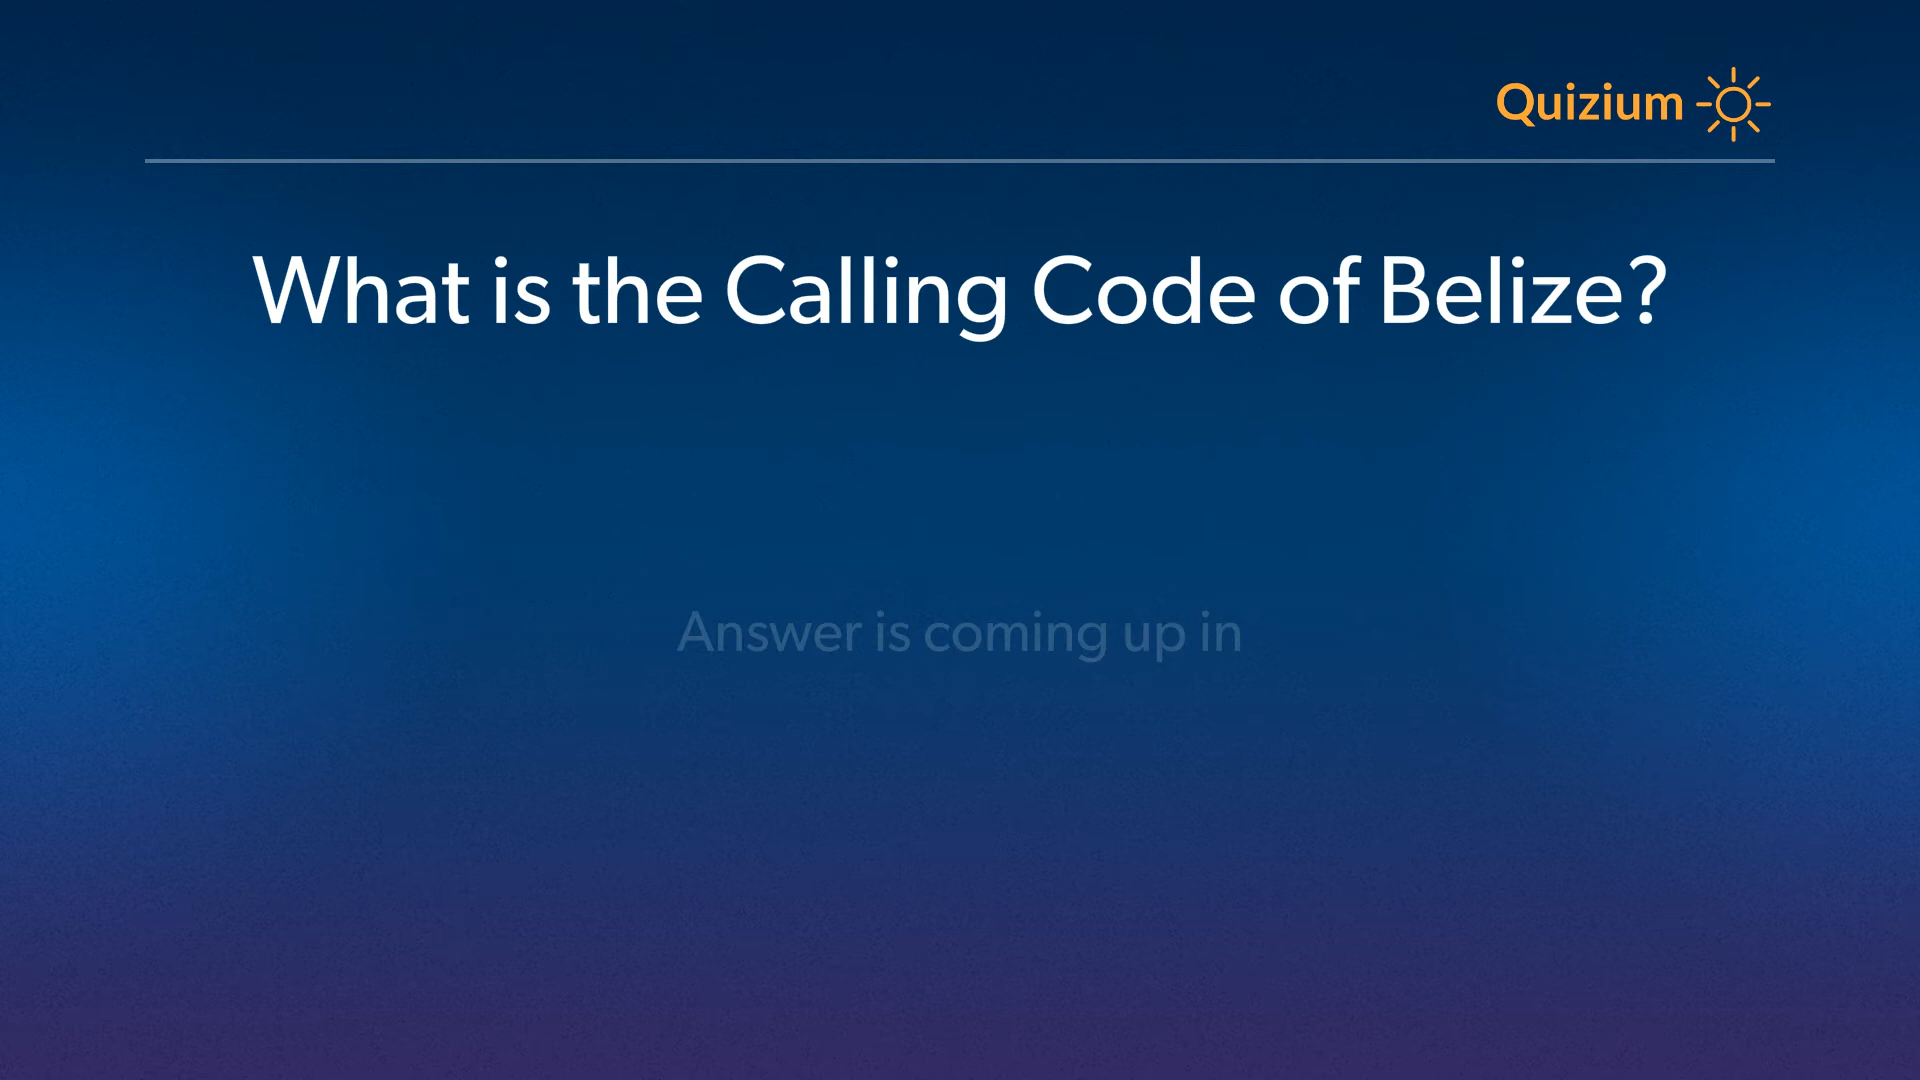 Quizium
What is the Calling Code of Belize?
Answer is coming up in